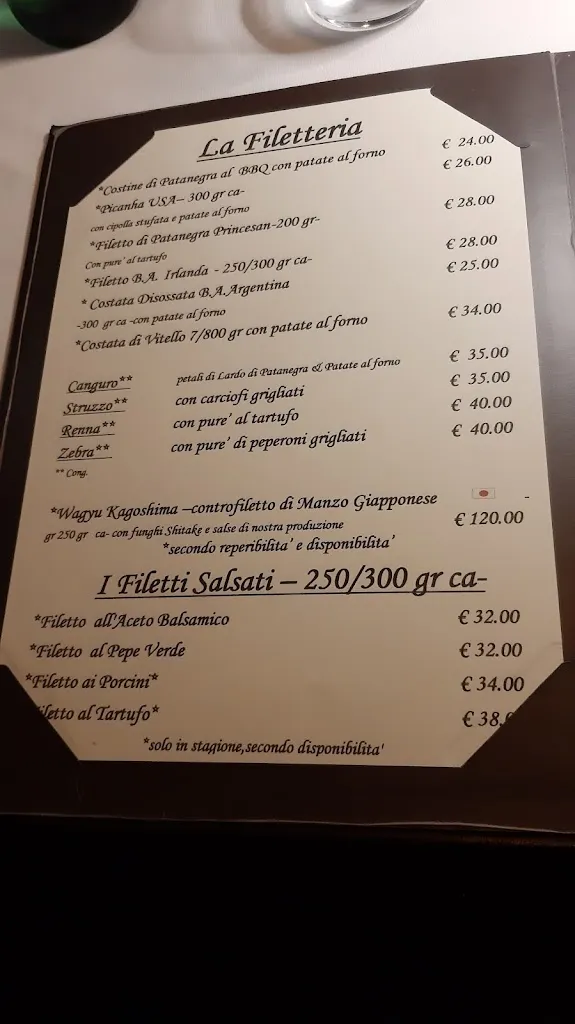 La Filetteria
*Costine di Patanegra al BBQ con patate al forno € 24.00
*Picanha USA– 300 gr ca- € 26.00
con cipolla stufata e patate al forno
*Filetto di Patanegra Princesan-200 gr- € 28.00
Con pure' al tartufo
*Filetto B.A. Irlanda - 250/300 gr ca- € 28.00
* Costata Disossata B.A.Argentina € 25.00
-300 gr ca -con patate al forno
*Costata di Vitello 7/800 gr con patate al forno € 34.00
Canguro** petali di Lardo di Patanegra & Patate al forno € 35.00
Struzzo** con carciofi grigliati € 35.00
Renna** con pure' al tartufo € 40.00
Zebra** con pure' di peperoni grigliati € 40.00
** Cong.
*Wagyu Kagoshima –controfiletto di Manzo Giapponese -
gr 250 gr ca- con funghi Shitake e salse di nostra produzione € 120.00
*secondo reperibilita' e disponibilita'
I Filetti Salsati – 250/300 gr ca-
*Filetto all'Aceto Balsamico € 32.00
*Filetto al Pepe Verde € 32.00
*Filetto ai Porcini* € 34.00
iletto al Tartufo* € 38.
*solo in stagione,secondo disponibilita'